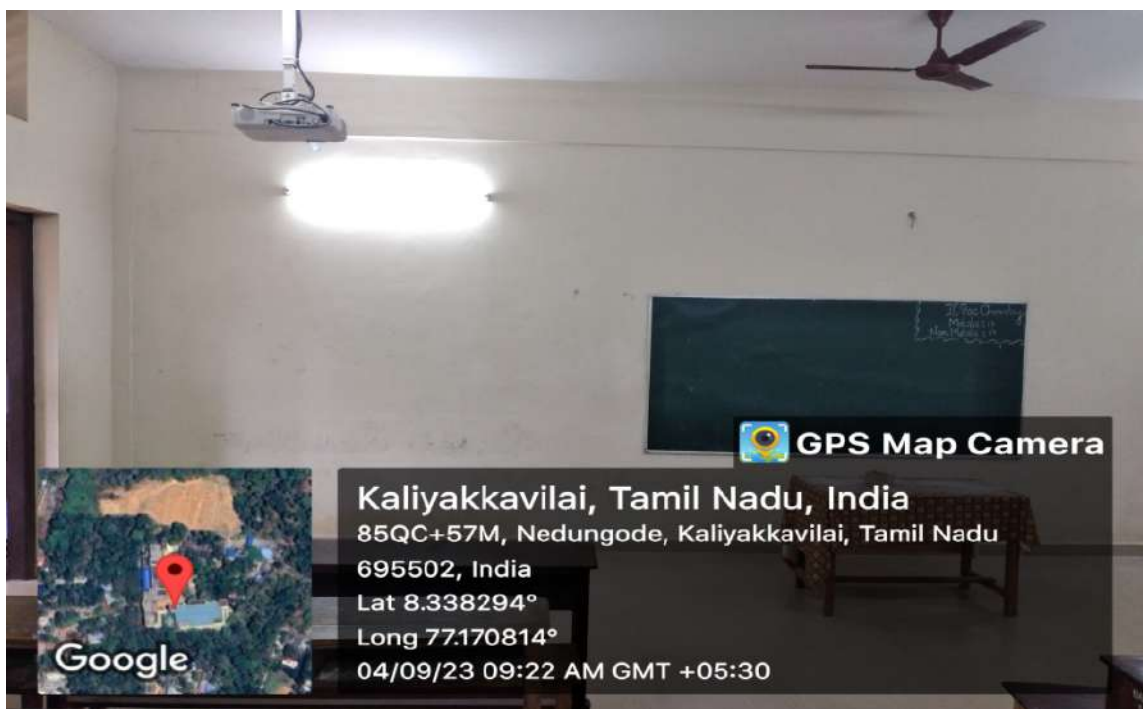 GPS Map Camera
Kaliyakkavilai, Tamil Nadu, India
85QC+57M, Nedungode, Kaliyakkavilai, Tamil Nadu
695502, India
Lat 8.338294°
Long 77.170814°
04/09/23 09:22 AM GMT +05:30
Google